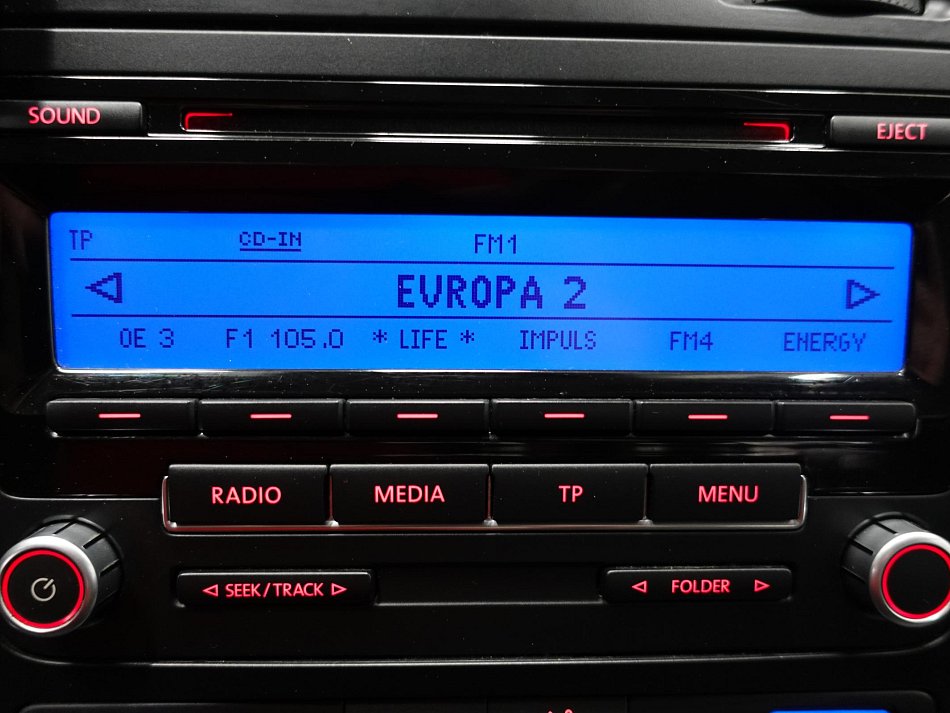 SOUND EJECT
TP CD-IN FM1
EVROPA 2
OE 3 F1 105.0 * LIFE * IMPULS FM4 ENERGY
RADIO MEDIA TP MENU
SEEK/TRACK FOLDER